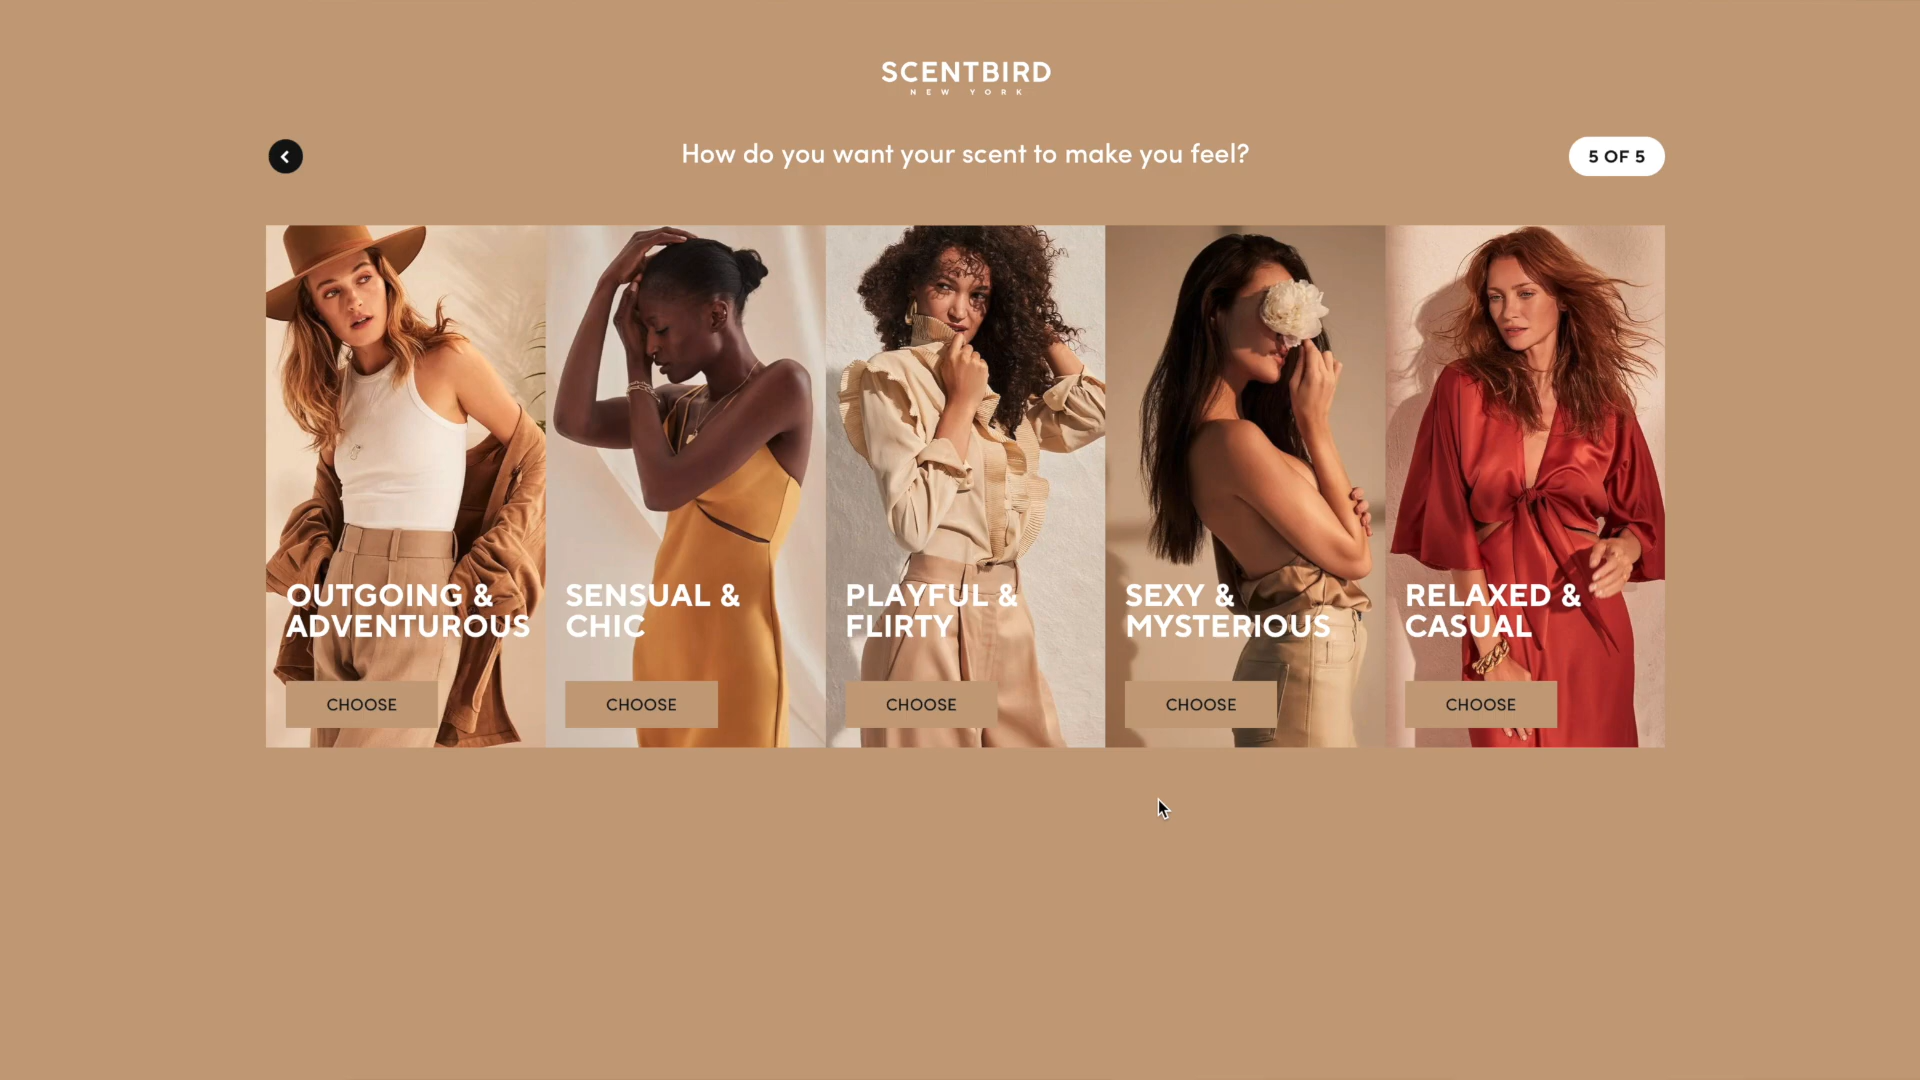 SCENTBIRD
NEW YORK
How do you want your scent to make you feel?
5 OF 5
OUTGOING &
ADVENTUROUS
CHOOSE
SENSUAL &
CHIC
CHOOSE
PLAYFUL &
FLIRTY
CHOOSE
SEXY &
MYSTERIOUS
CHOOSE
RELAXED &
CASUAL
CHOOSE